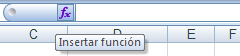 fx
C D E F
Insertar función